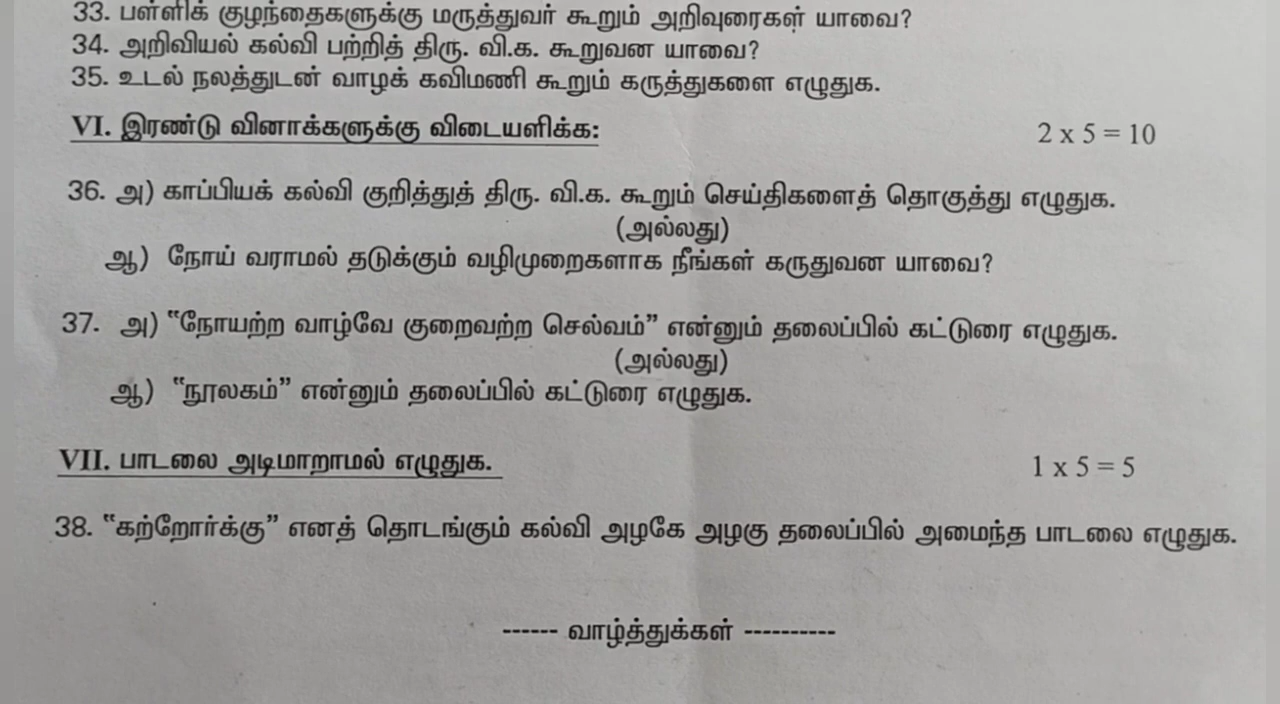 33. பள்ளிக் குழந்தைகளுக்கு மருத்துவர் கூறும் அறிவுரைகள் யாவை?
34. அறிவியல் கல்வி பற்றித் திரு. வி.க. கூறுவன யாவை?
35. உடல் நலத்துடன் வாழக் கவிமணி கூறும் கருத்துகளை எழுதுக.
VI. இரண்டு வினாக்களுக்கு விடையளிக்க: 2 x 5 = 10
36. அ) காப்பியக் கல்வி குறித்துத் திரு. வி.க. கூறும் செய்திகளைத் தொகுத்து எழுதுக.
(அல்லது)
ஆ) நோய் வராமல் தடுக்கும் வழிமுறைகளாக நீங்கள் கருதுவன யாவை?
37. அ) “நோயற்ற வாழ்வே குறைவற்ற செல்வம்” என்னும் தலைப்பில் கட்டுரை எழுதுக.
(அல்லது)
ஆ) “நூலகம்” என்னும் தலைப்பில் கட்டுரை எழுதுக.
VII. பாடலை அடிமாறாமல் எழுதுக. 1 x 5 = 5
38. “கற்றோர்க்கு” எனத் தொடங்கும் கல்வி அழகே அழகு தலைப்பில் அமைந்த பாடலை எழுதுக.
------ வாழ்த்துக்கள் ----------